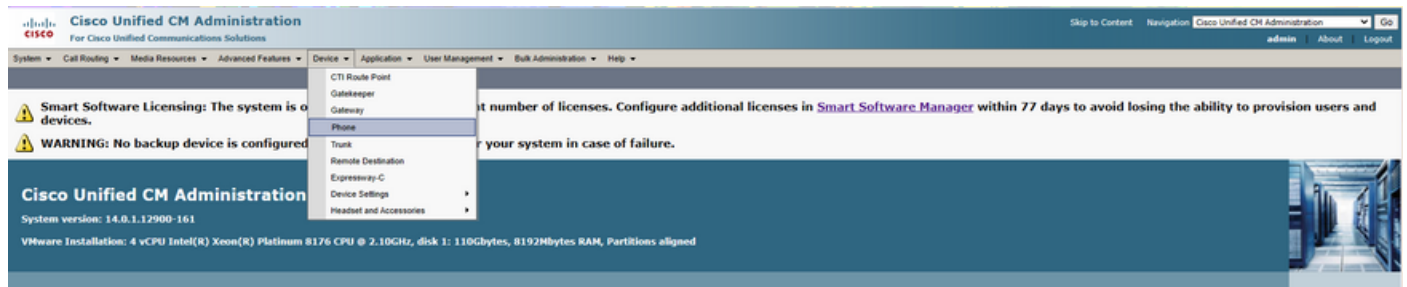 Cisco Unified CM Administration
For Cisco Unified Communications Solutions
Skip to Content Navigation Cisco Unified CM Administration Go
admin About Logout
CISCO
System Call Routing Media Resources Advanced Features Device Application User Management Bulk Administration Help
CTI Route Point
Gatekeeper
Gateway
Phone
Trunk
Remote Destination
Expressway-C
Device Settings
Headset and Accessories
Smart Software Licensing: The system is o
t number of licenses. Configure additional licenses in Smart Software Manager within 77 days to avoid losing the ability to provision users and
devices.
WARNING: No backup device is configured
r your system in case of failure.
Cisco Unified CM Administration
System version: 14.0.1.12900-161
VMware Installation: 4 vCPU Intel(R) Xeon(R) Platinum 8176 CPU @ 2.10GHz, disk 1: 110Gbytes, 8192Mbytes RAM, Partitions aligned